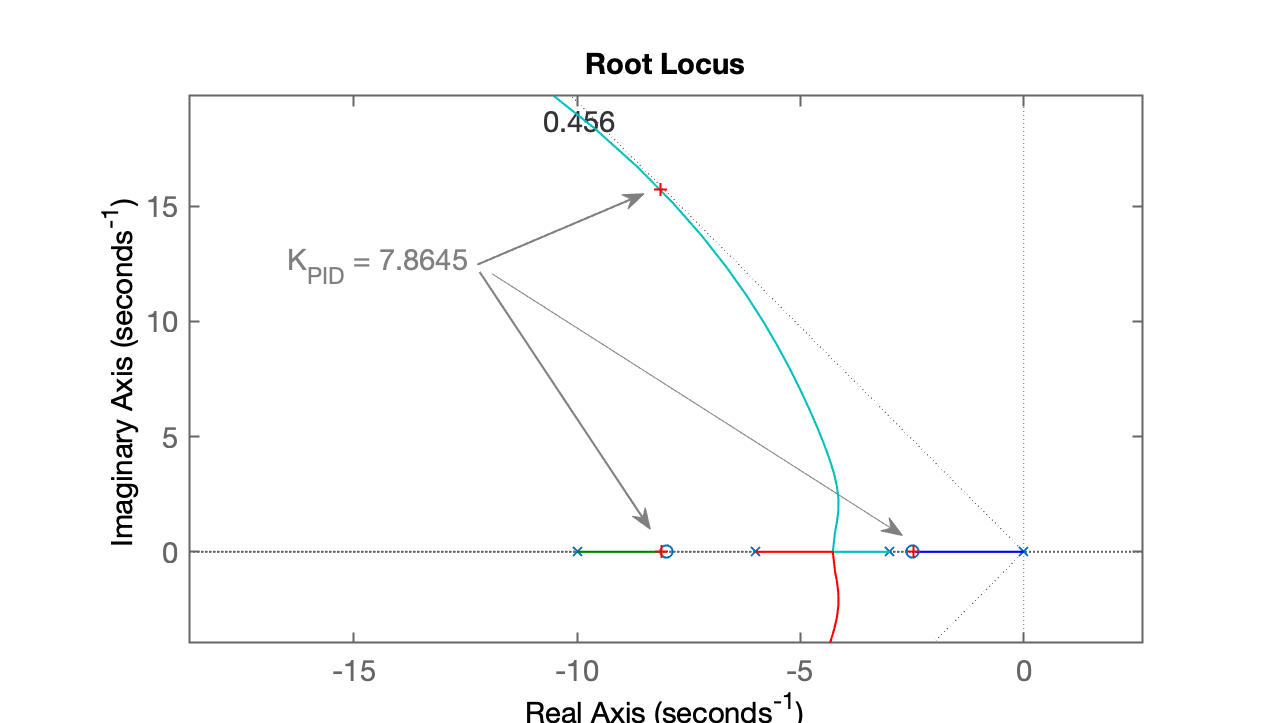 Root Locus
0.456
K_PID = 7.8645
15
10
5
0
Imaginary Axis (seconds⁻¹)
-15 -10 -5 0
Real Axis (seconds⁻¹)